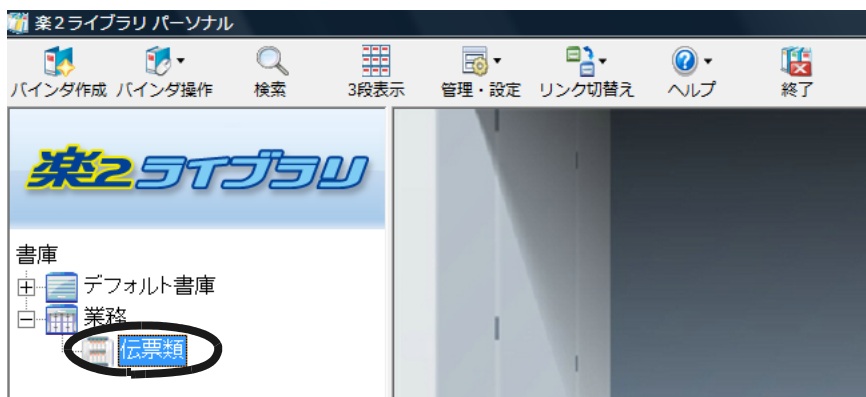 楽2ライブラリ パーソナル
バインダ作成 バインダ操作 検索 3段表示 管理・設定 リンク切替え ヘルプ 終了
楽2ライブラリ
書庫
デフォルト書庫
業務
伝票類